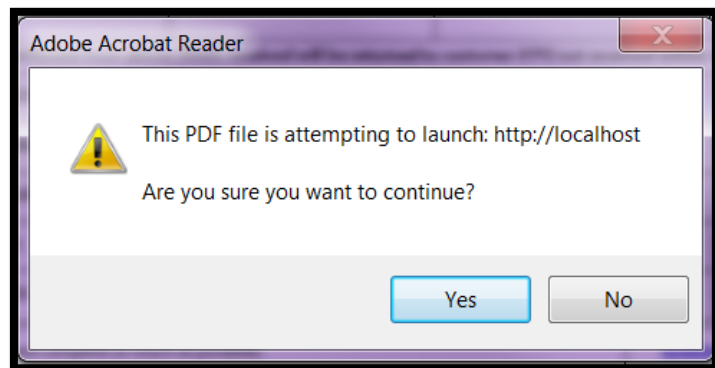 Adobe Acrobat Reader
This PDF file is attempting to launch: http://localhost
Are you sure you want to continue?
Yes
No